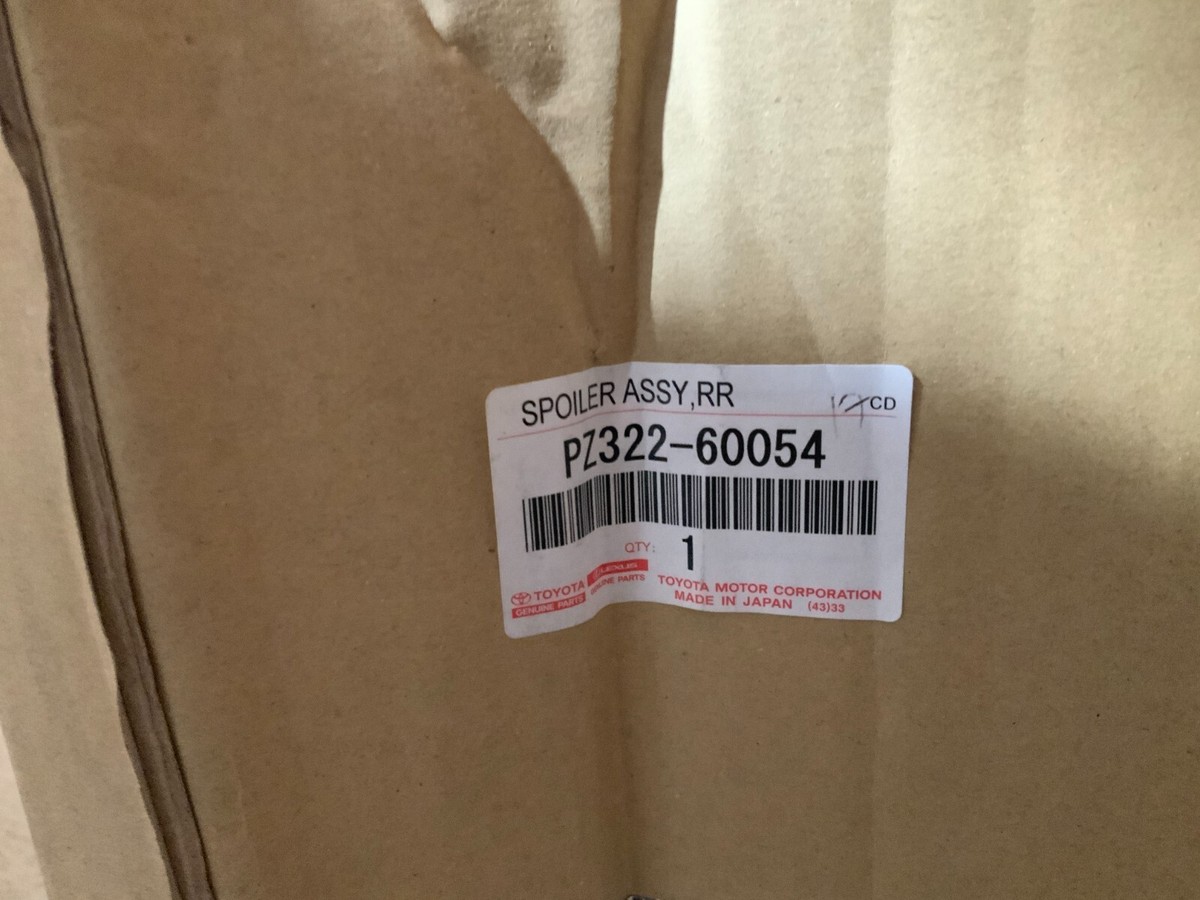 SPOILER ASSY,RR
CD
PZ322-60054
QTY: 1
TOYOTA
GENUINE PARTS
LEXUS
GENUINE PARTS
TOYOTA MOTOR CORPORATION
MADE IN JAPAN (43)33